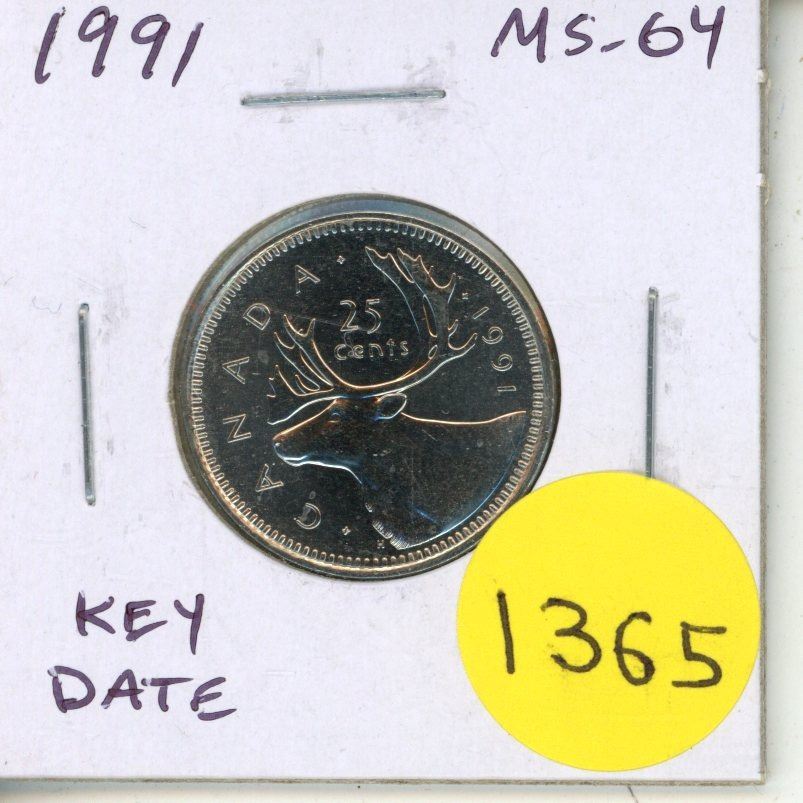 1991
MS-64
CANADA
25
cents
1991
H
KEY
DATE
1365